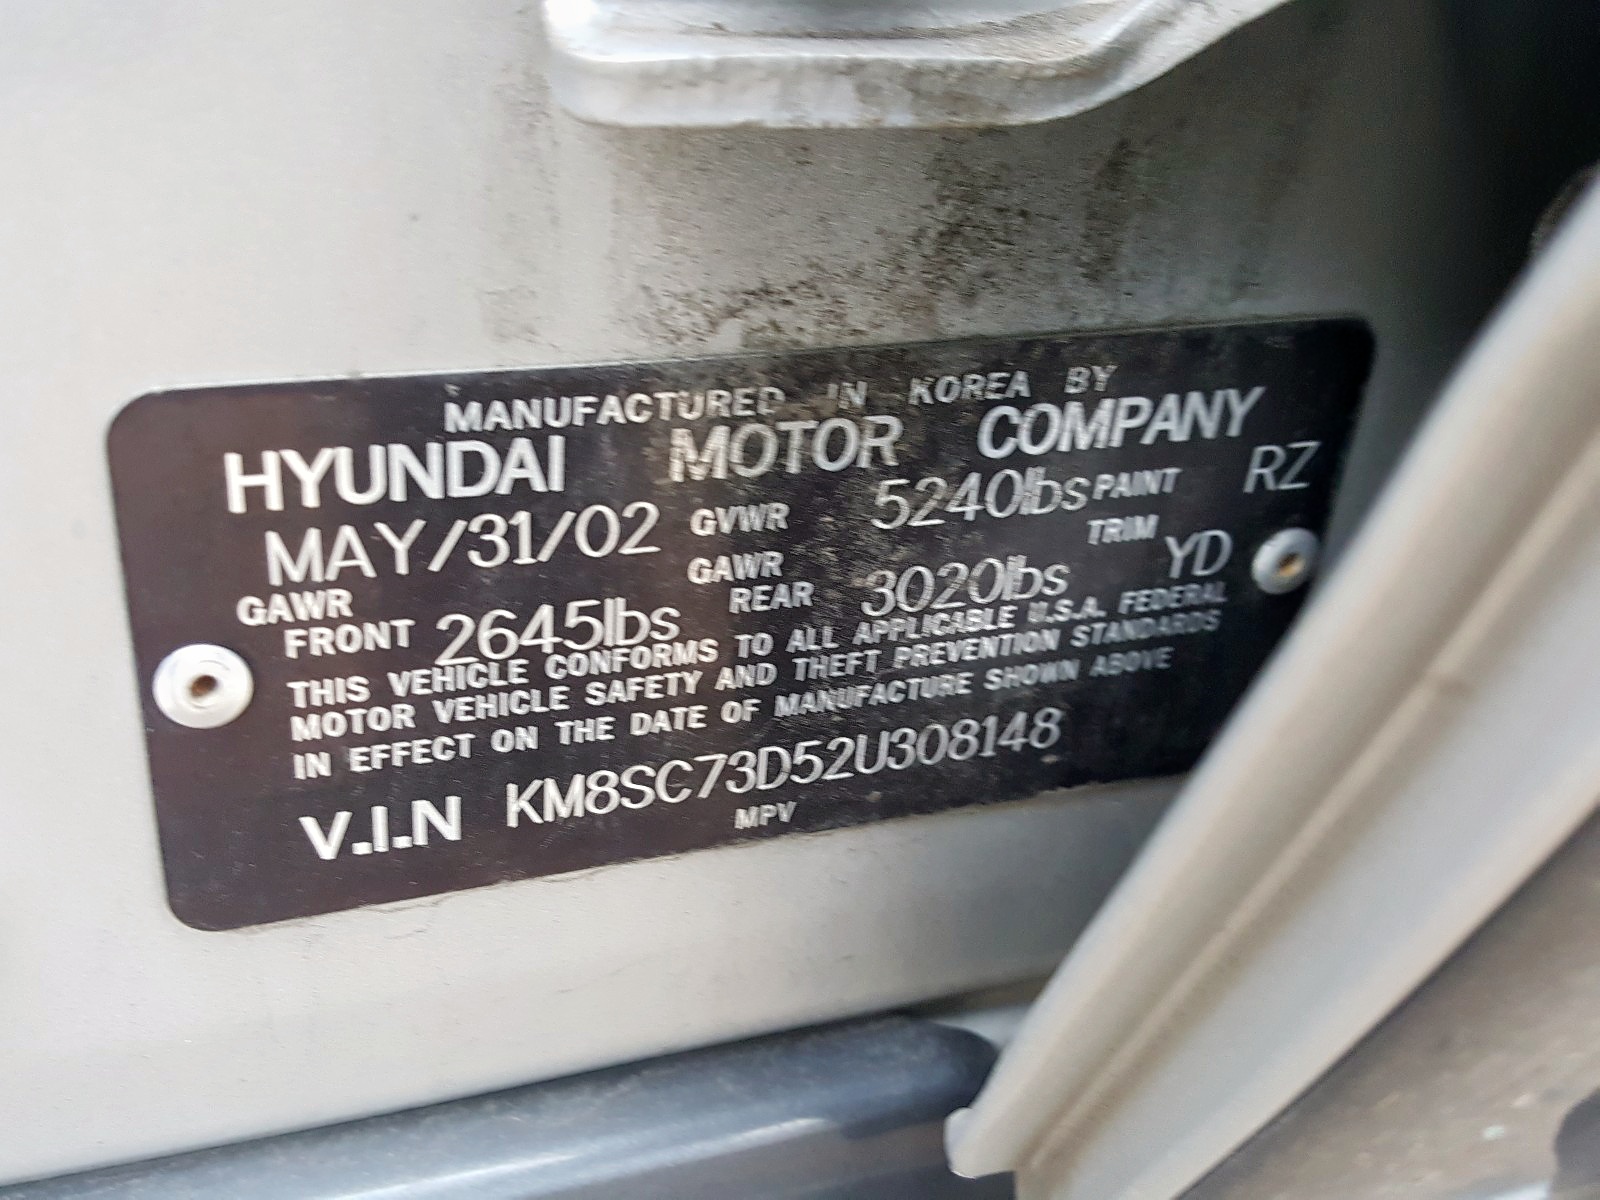 MANUFACTURED IN KOREA BY
HYUNDAI MOTOR COMPANY
MAY/31/02 GVWR 5240lbs PAINT RZ
GAWR FRONT 2645lbs GAWR REAR 3020lbs TRIM YD
THIS VEHICLE CONFORMS TO ALL APPLICABLE U.S.A. FEDERAL
MOTOR VEHICLE SAFETY AND THEFT PREVENTION STANDARDS
IN EFFECT ON THE DATE OF MANUFACTURE SHOWN ABOVE
V.I.N KM8SC73D52U308148
MPV